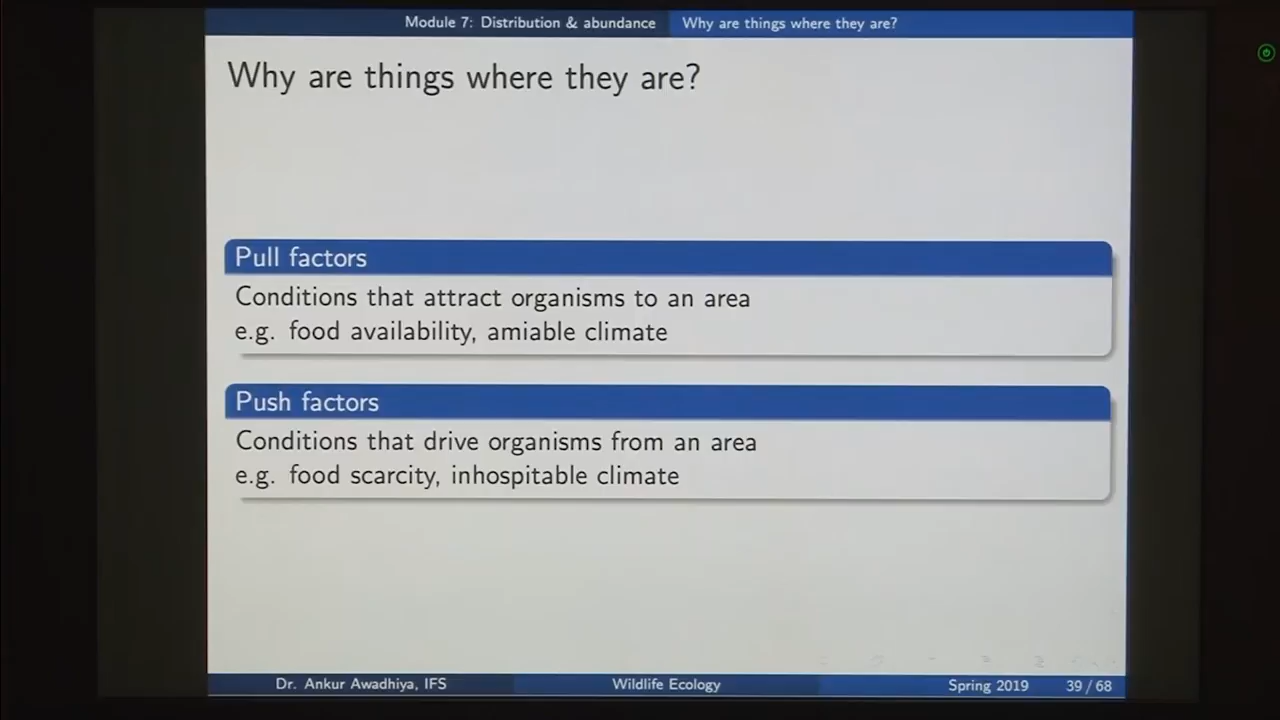 Module 7: Distribution & abundance Why are things where they are?
Why are things where they are?
Pull factors
Conditions that attract organisms to an area
e.g. food availability, amiable climate
Push factors
Conditions that drive organisms from an area
e.g. food scarcity, inhospitable climate
Dr. Ankur Awadhiya, IFS Wildlife Ecology Spring 2019 39 / 68